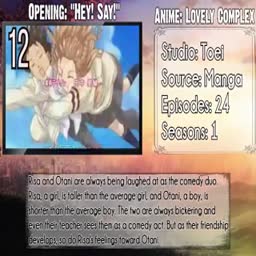 Opening: "Hey! Say!"
Anime: Lovely Complex
12
Studio: Toei
Source: Manga
Episodes: 24
Seasons: 1
Risa and Otani are always being laughed at as the comedy duo.
Risa, a girl, is taller than the average girl, and Otani, a boy, is
shorter than the average boy. The two are always bickering and
even their teacher sees them as a comedy act. But as their friendship
develops, so do Risa's feelings toward Otani.